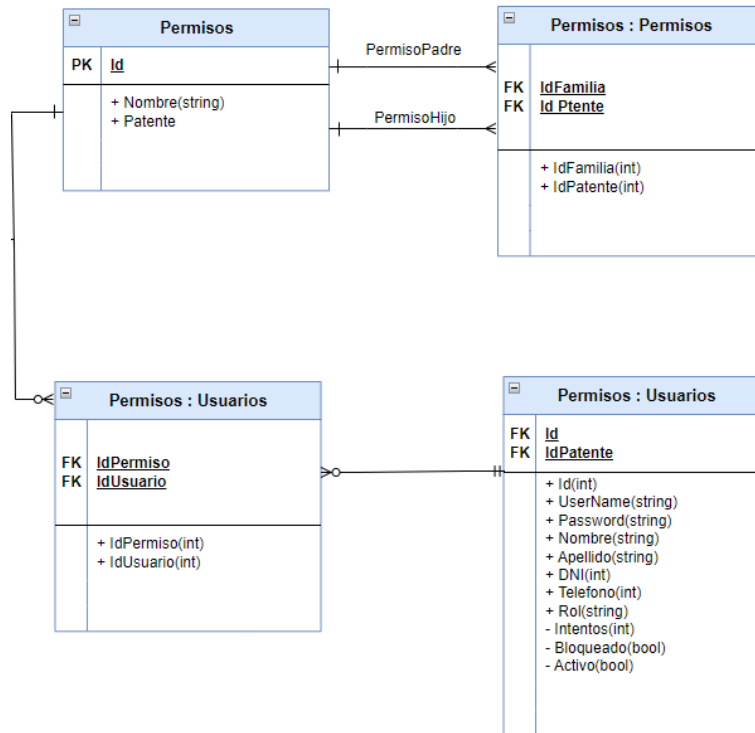 Permisos
PK Id
+ Nombre(string)
+ Patente
PermisoPadre
PermisoHijo
Permisos : Permisos
FK IdFamilia
FK Id Ptente
+ IdFamilia(int)
+ IdPatente(int)
Permisos : Usuarios
FK IdPermiso
FK IdUsuario
+ IdPermiso(int)
+ IdUsuario(int)
Permisos : Usuarios
FK Id
FK IdPatente
+ Id(int)
+ UserName(string)
+ Password(string)
+ Nombre(string)
+ Apellido(string)
+ DNI(int)
+ Telefono(int)
+ Rol(string)
- Intentos(int)
- Bloqueado(bool)
- Activo(bool)